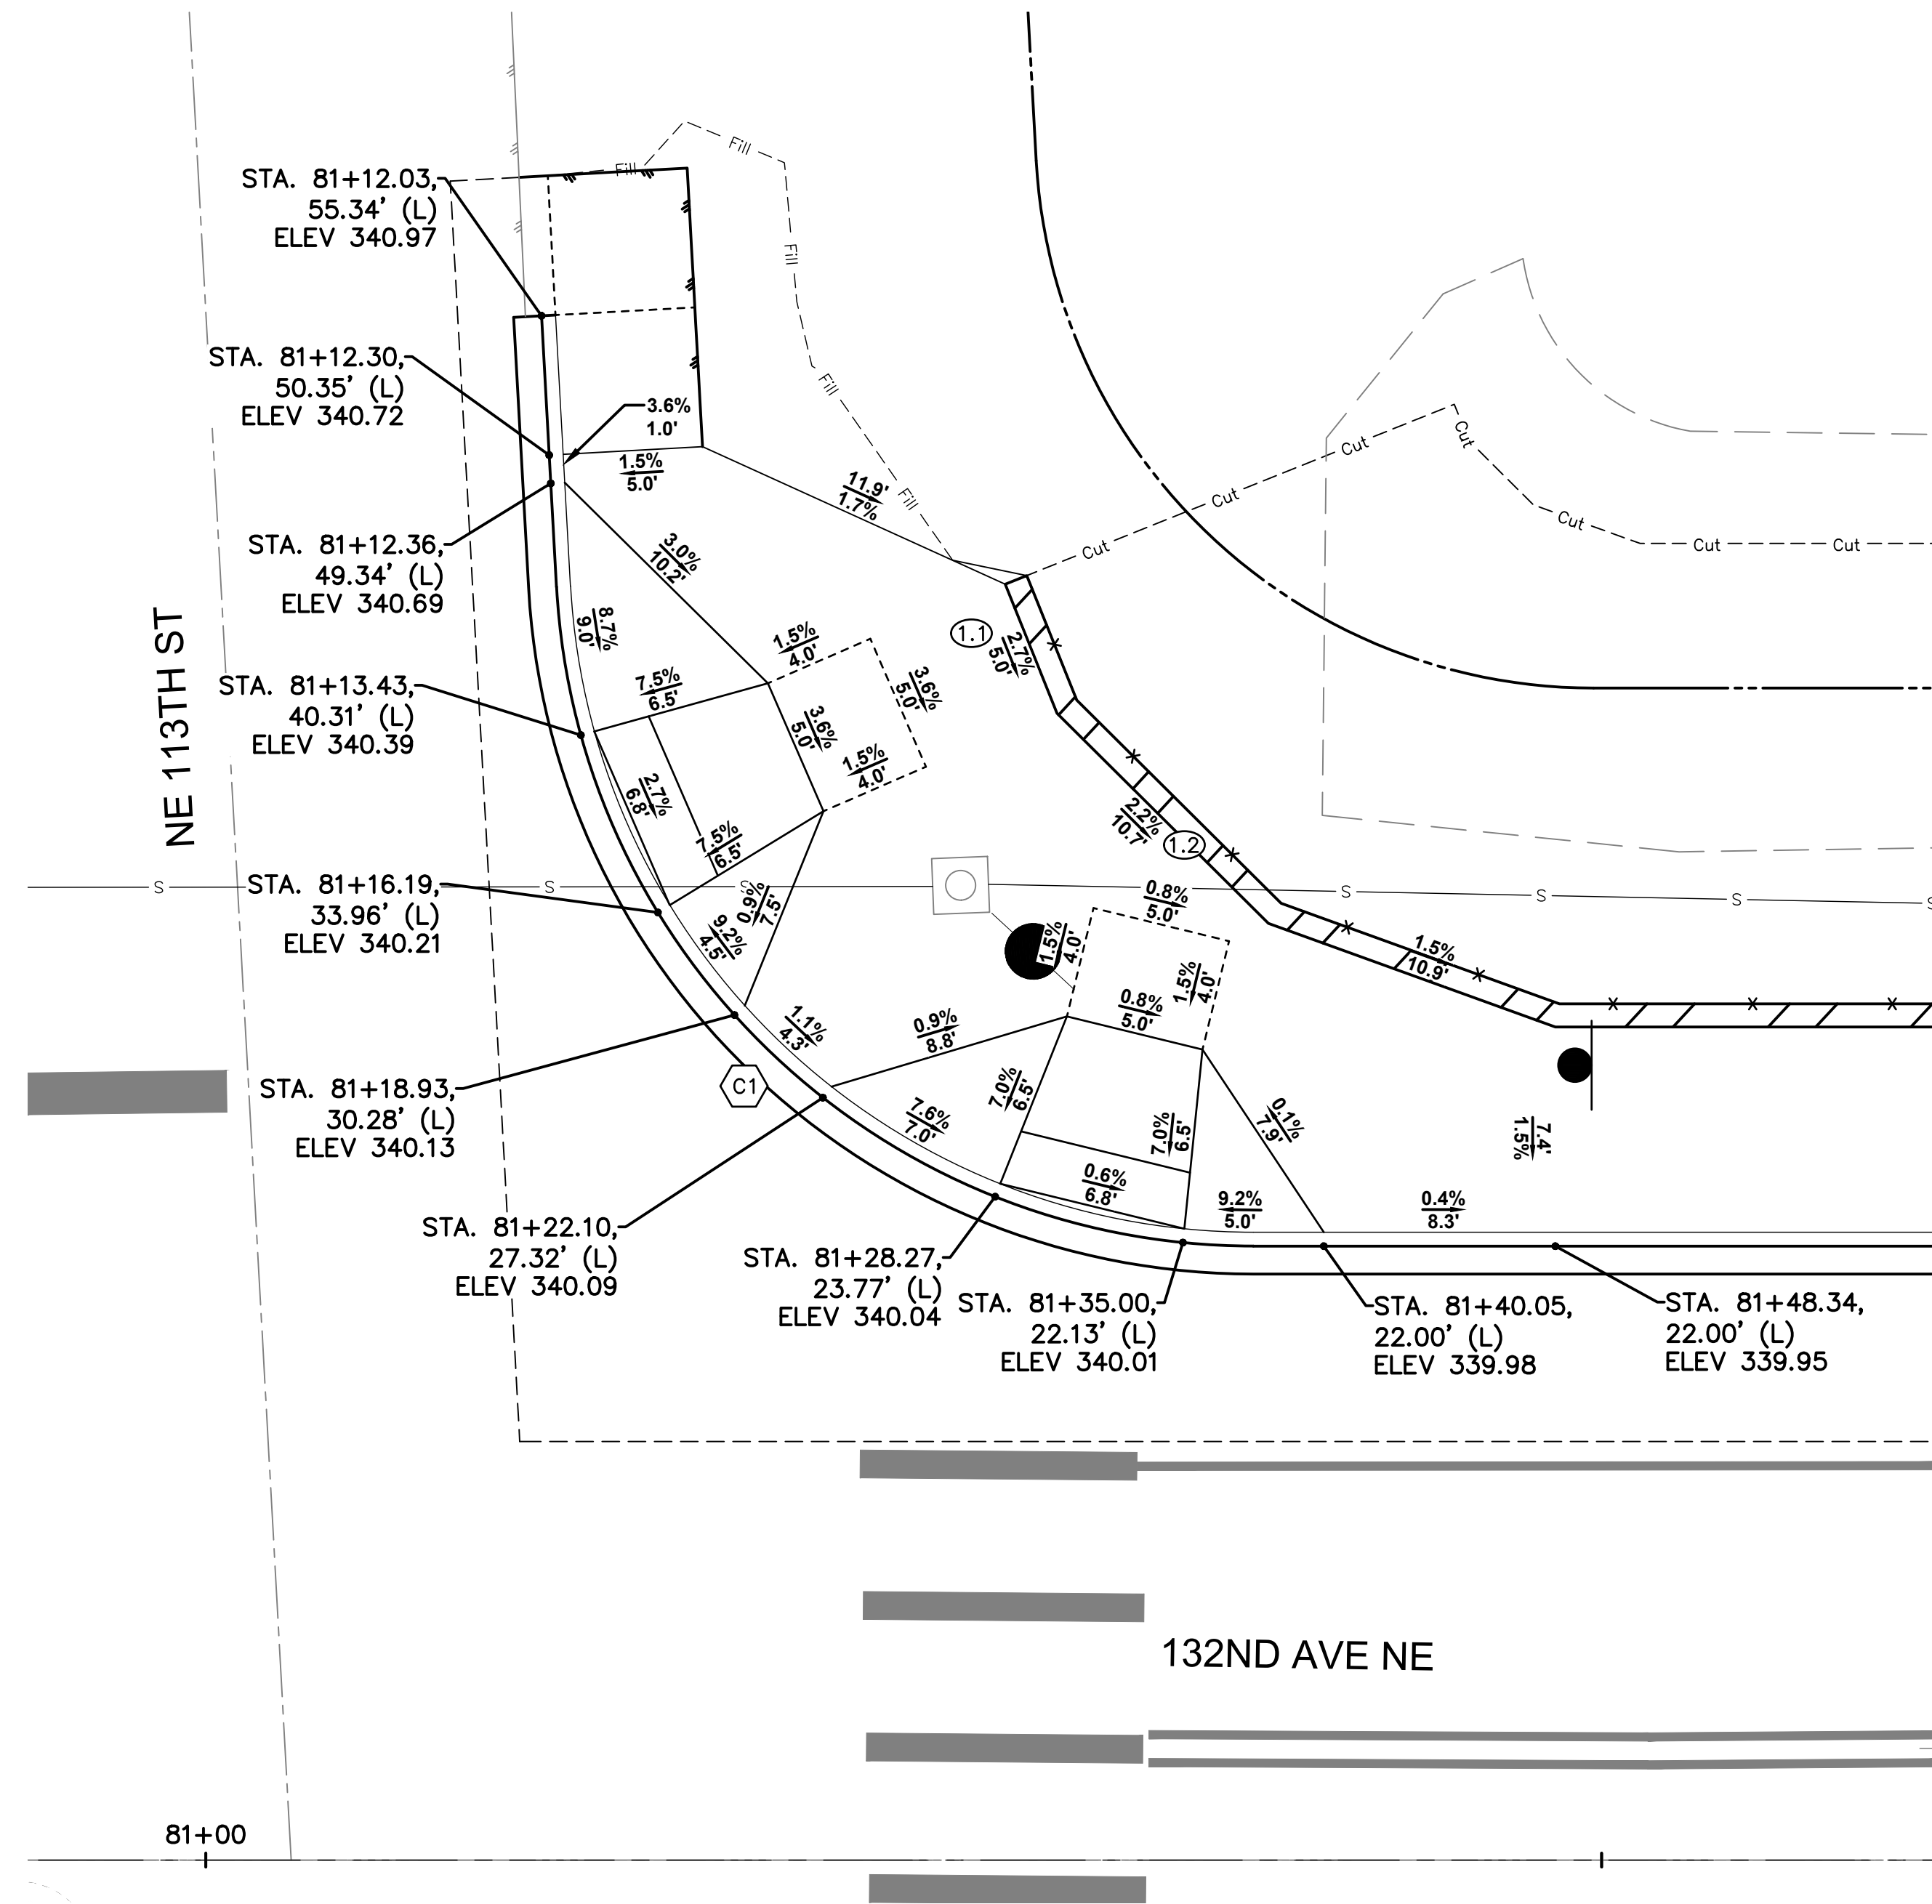 Fill
Fill
STA. 81+12.03,
55.34' (L)
ELEV 340.97
Fill
STA. 81+12.30,
50.35' (L)
ELEV 340.72
Fill
3.6%
1.0'
Cut
Cut
1.5%
5.0'
11.9'
1.7%
Fill
Cut
Cut
STA. 81+12.36,
49.34' (L)
ELEV 340.69
3.0%
10.2'
Cut
Cut
Cut
NE 113TH ST
8.7%
9.0'
1.5%
4.0'
1.1
2.7%
5.0'
STA. 81+13.43,
40.31' (L)
ELEV 340.39
7.5%
6.5'
3.6%
5.0'
3.6%
5.0'
1.5%
4.0'
2.7%
6.8'
7.5%
6.5'
2.2%
10.7'
1.2
S
S
S
S
S
S
S
STA. 81+16.19,
33.96' (L)
ELEV 340.21
9.2%
4.5'
0.9%
7.5'
0.8%
5.0'
1.5%
4.0'
1.5%
4.0'
1.5%
10.9'
0.8%
5.0'
STA. 81+18.93,
30.28' (L)
ELEV 340.13
1.1%
4.3'
0.9%
8.8'
C1
7.0%
6.5'
7.6%
7.0'
7.0%
6.5'
0.1%
7.9'
7.4'
1.5%
0.6%
6.8'
9.2%
5.0'
0.4%
8.3'
STA. 81+22.10,
27.32' (L)
ELEV 340.09
STA. 81+28.27,
23.77' (L)
ELEV 340.04
STA. 81+35.00,
22.13' (L)
ELEV 340.01
STA. 81+40.05,
22.00' (L)
ELEV 339.98
STA. 81+48.34,
22.00' (L)
ELEV 339.95
132ND AVE NE
81+00